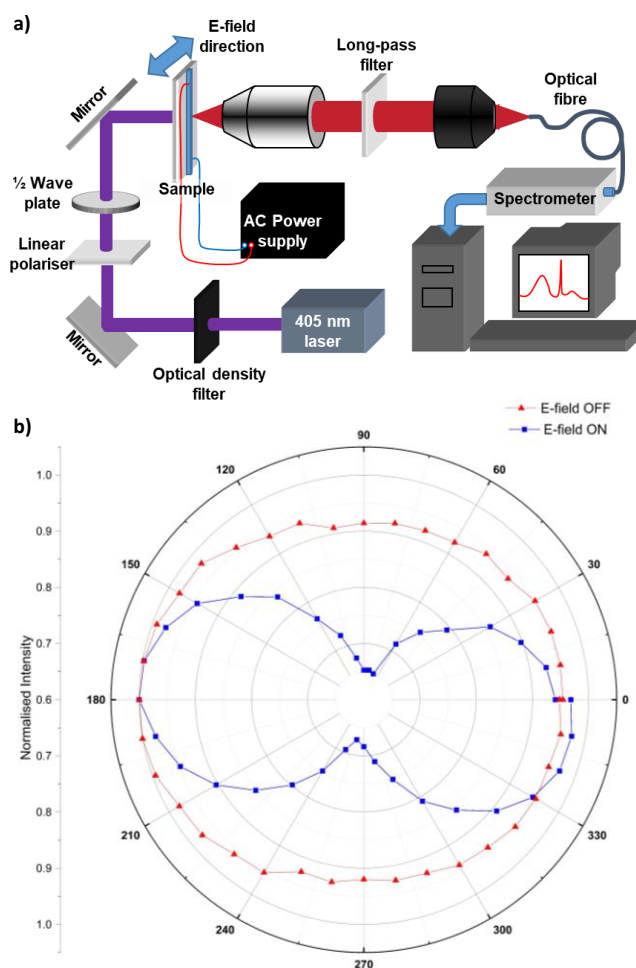 a)
E-field
direction
Long-pass
filter
Optical
fibre
Mirror
½ Wave
plate
Sample
AC Power
supply
Spectrometer
Linear
polariser
Mirror
405 nm
laser
Optical density
filter
b)
E-field OFF
E-field ON
90
1.0
120
60
0.9
150
30
0.8
0.7
Normalised Intensity
0.6
180
0
0.7
0.8
210
330
0.9
240
300
1.0
270